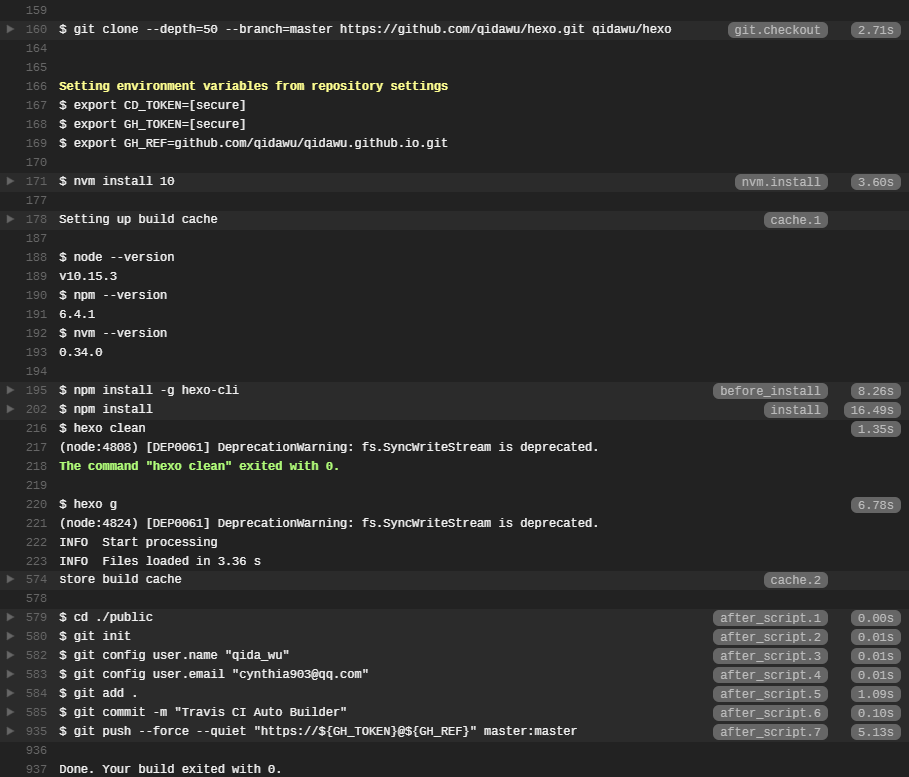 159
160 $ git clone --depth=50 --branch=master https://github.com/qidawu/hexo.git qidawu/hexo git.checkout 2.71s
164
165
166 Setting environment variables from repository settings
167 $ export CD_TOKEN=[secure]
168 $ export GH_TOKEN=[secure]
169 $ export GH_REF=github.com/qidawu/qidawu.github.io.git
170
171 $ nvm install 10 nvm.install 3.60s
177
178 Setting up build cache cache.1
187
188 $ node --version
189 v10.15.3
190 $ npm --version
191 6.4.1
192 $ nvm --version
193 0.34.0
194
195 $ npm install -g hexo-cli before_install 8.26s
202 $ npm install install 16.49s
216 $ hexo clean 1.35s
217 (node:4808) [DEP0061] DeprecationWarning: fs.SyncWriteStream is deprecated.
218 The command "hexo clean" exited with 0.
219
220 $ hexo g 6.78s
221 (node:4824) [DEP0061] DeprecationWarning: fs.SyncWriteStream is deprecated.
222 INFO  Start processing
223 INFO  Files loaded in 3.36 s
574 store build cache cache.2
578
579 $ cd ./public after_script.1 0.00s
580 $ git init after_script.2 0.01s
582 $ git config user.name "qida_wu" after_script.3 0.01s
583 $ git config user.email "cynthia903@qq.com" after_script.4 0.01s
584 $ git add . after_script.5 1.09s
585 $ git commit -m "Travis CI Auto Builder" after_script.6 0.10s
935 $ git push --force --quiet "https://${GH_TOKEN}@${GH_REF}" master:master after_script.7 5.13s
936
937 Done. Your build exited with 0.